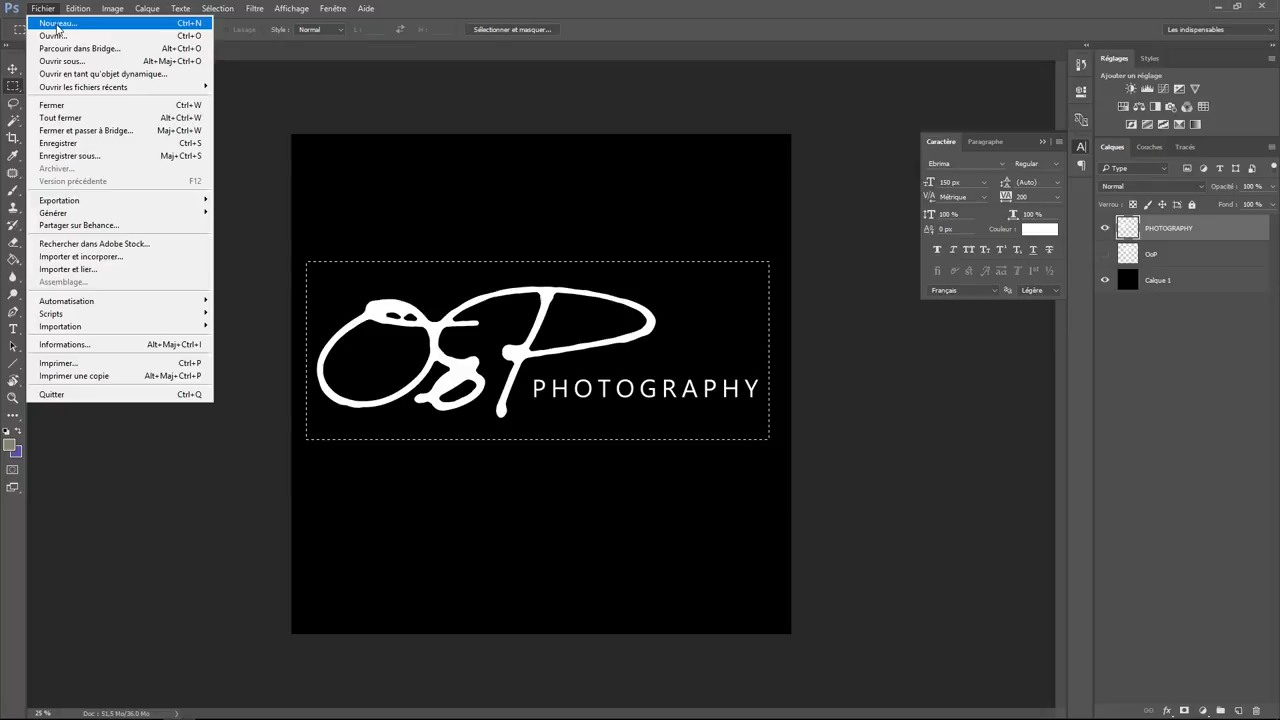 Ps Fichier Edition Image Calque Texte Sélection Filtre Affichage Fenêtre Aide
Lissage Style : Normal L : H : Sélectionner et masquer... Les indispensables
Nouveau... Ctrl+N
Ouvrir... Ctrl+O
Parcourir dans Bridge... Alt+Ctrl+O
Ouvrir sous... Alt+Maj+Ctrl+O
Ouvrir en tant qu'objet dynamique...
Ouvrir les fichiers récents
Fermer Ctrl+W
Tout fermer Alt+Ctrl+W
Fermer et passer à Bridge... Maj+Ctrl+W
Enregistrer Ctrl+S
Enregistrer sous... Maj+Ctrl+S
Archiver...
Version précédente F12
Exportation
Générer
Partager sur Behance...
Rechercher dans Adobe Stock...
Importer et incorporer...
Importer et lier...
Assemblage...
Automatisation
Scripts
Importation
Informations... Alt+Maj+Ctrl+I
Imprimer... Ctrl+P
Imprimer une copie Alt+Maj+Ctrl+P
Quitter Ctrl+Q
OoP
PHOTOGRAPHY
Caractère Paragraphe
Ebrima Regular
150 px (Auto)
Métrique 200
100 % 100 %
0 px Couleur :
Français Légère
Réglages Styles
Ajouter un réglage
Calques Couches Tracés
Type
Normal Opacité : 100 %
Verrou : Fond : 100 %
PHOTOGRAPHY
OoP
Calque 1
25 % Doc : 51,5 Mo/36,0 Mo